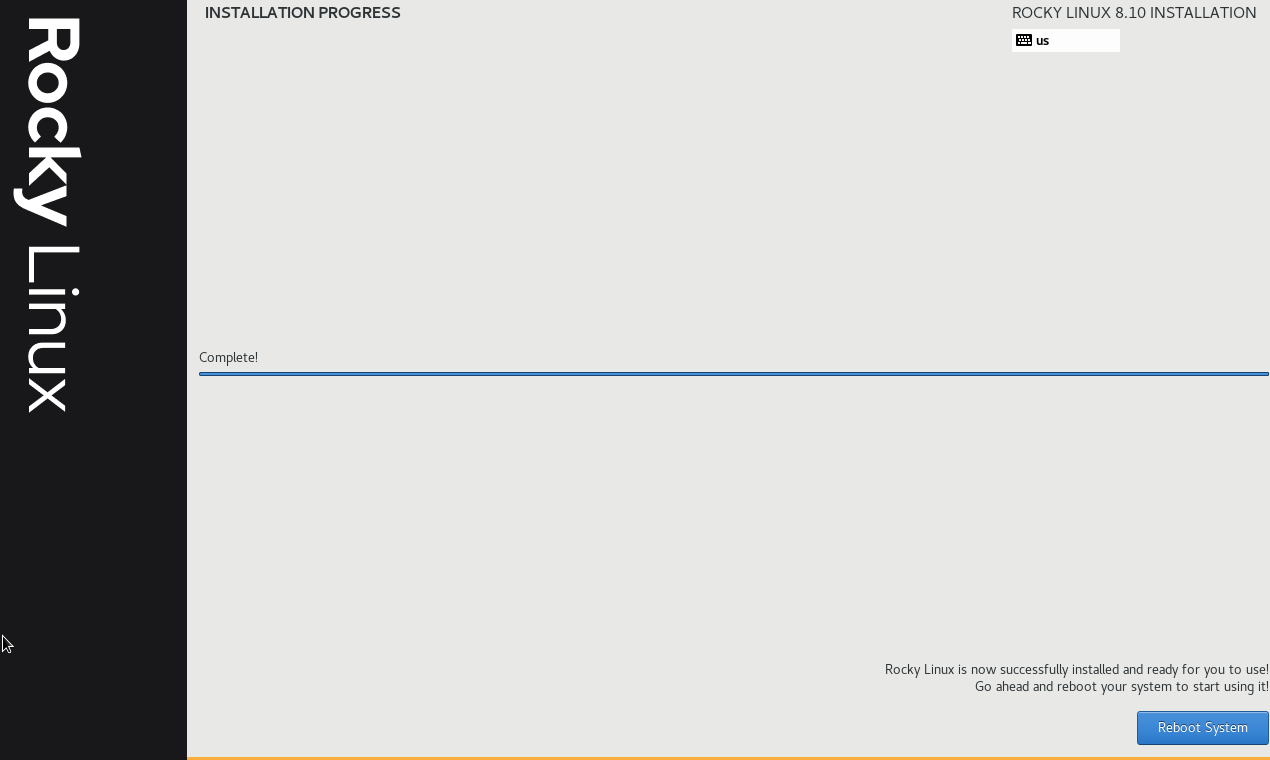 Rocky Linux
INSTALLATION PROGRESS
ROCKY LINUX 8.10 INSTALLATION
us
Complete!
Rocky Linux is now successfully installed and ready for you to use!
Go ahead and reboot your system to start using it!
Reboot System